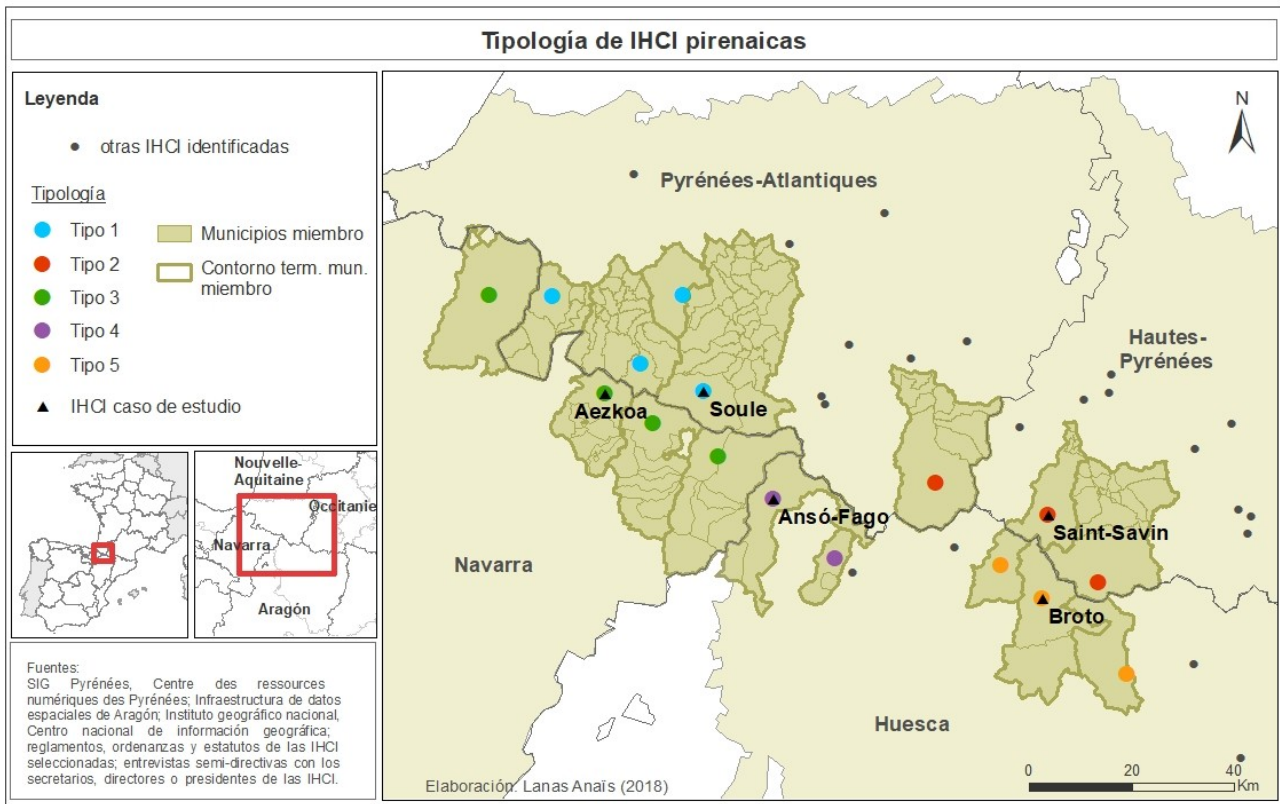 Tipología de IHCI pirenaicas
Leyenda
otras IHCI identificadas
Tipología
Tipo 1
Tipo 2
Tipo 3
Tipo 4
Tipo 5
IHCI caso de estudio
Municipios miembro
Contorno term. mun.
miembro
Nouvelle-
Aquitaine
Occitanie
Navarra
Aragón
Fuentes:
SIG Pyrénées, Centre des ressources
numériques des Pyrénées; Infraestructura de datos
espaciales de Aragón; Instituto geográfico nacional,
Centro nacional de información geográfica;
reglamentos, ordenanzas y estatutos de las IHCI
seleccionadas; entrevistas semi-directivas con los
secretarios, directores o presidentes de las IHCI.
N
Pyrénées-Atlantiques
Hautes-
Pyrénées
Aezkoa
Soule
Ansó-Fago
Saint-Savin
Navarra
Broto
Huesca
Elaboración: Lanas Anaïs (2018)
0 20 40
Km